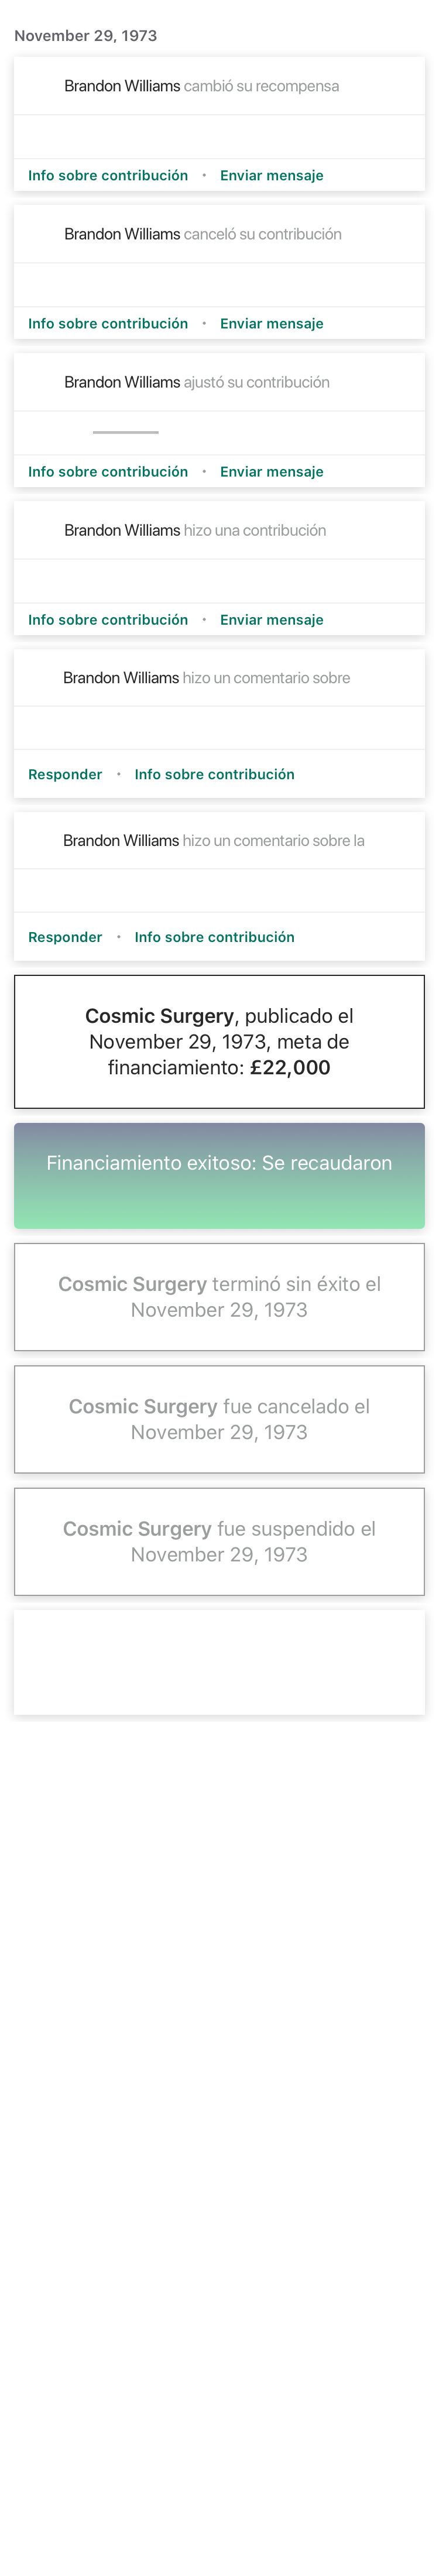 November 29, 1973
Brandon Williams cambió su recompensa
Info sobre contribución • Enviar mensaje
Brandon Williams canceló su contribución
Info sobre contribución • Enviar mensaje
Brandon Williams ajustó su contribución
Info sobre contribución • Enviar mensaje
Brandon Williams hizo una contribución
Info sobre contribución • Enviar mensaje
Brandon Williams hizo un comentario sobre
Responder • Info sobre contribución
Brandon Williams hizo un comentario sobre la
Responder • Info sobre contribución
Cosmic Surgery, publicado el
November 29, 1973, meta de
financiamiento: £22,000
Financiamiento exitoso: Se recaudaron
Cosmic Surgery terminó sin éxito el
November 29, 1973
Cosmic Surgery fue cancelado el
November 29, 1973
Cosmic Surgery fue suspendido el
November 29, 1973